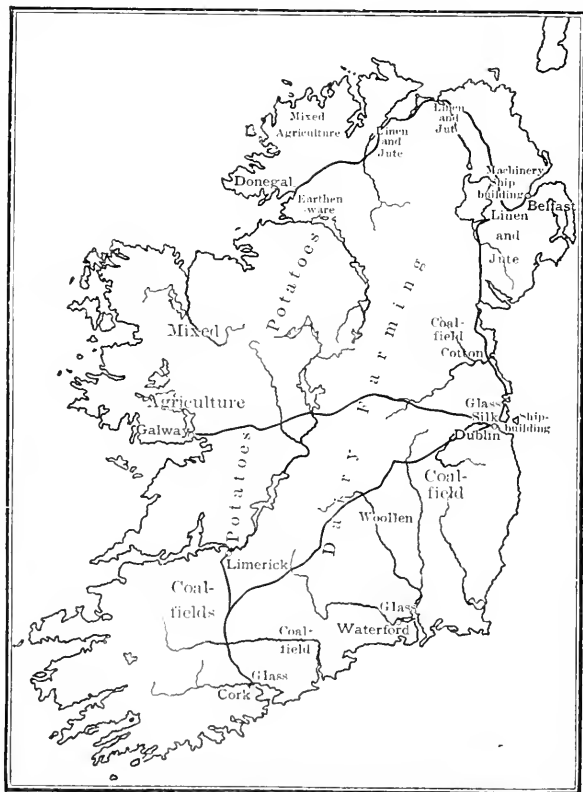 Mixed
Agriculture
Linen
and
Jute
Linen
and
Jute
Donegal
Earthen
-ware
Machinery
ship
building
Belfast
Linen
and
Jute
Potatoes
Mixed
Agriculture
Galway
Dairy Farming
Coal-
field
Cotton
Glass
Silk
Dublin
Ship-
building
Potatoes
Coal-
field
Woollen
Limerick
Coal-
fields
Coal-
field
Glass
Waterford
Glass
Cork